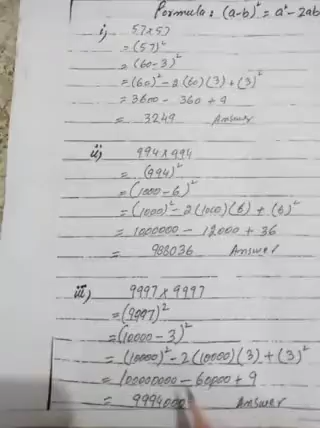 Formula: (a-b)² = a² - 2ab
i) 57×57
= (57)²
= (60-3)²
= (60)² - 2(60)(3) + (3)²
= 3600 - 360 + 9
= 3249 Answer
ii) 994×994
= (994)²
= (1000-6)²
= (1000)² - 2(1000)(6) + (6)²
= 1000000 - 12000 + 36
= 988036 Answer
iii) 9997×9997
= (9997)²
= (10000-3)²
= (10000)² - 2(10000)(3) + (3)²
= 100000000 - 60000 + 9
= 9994000 Answer